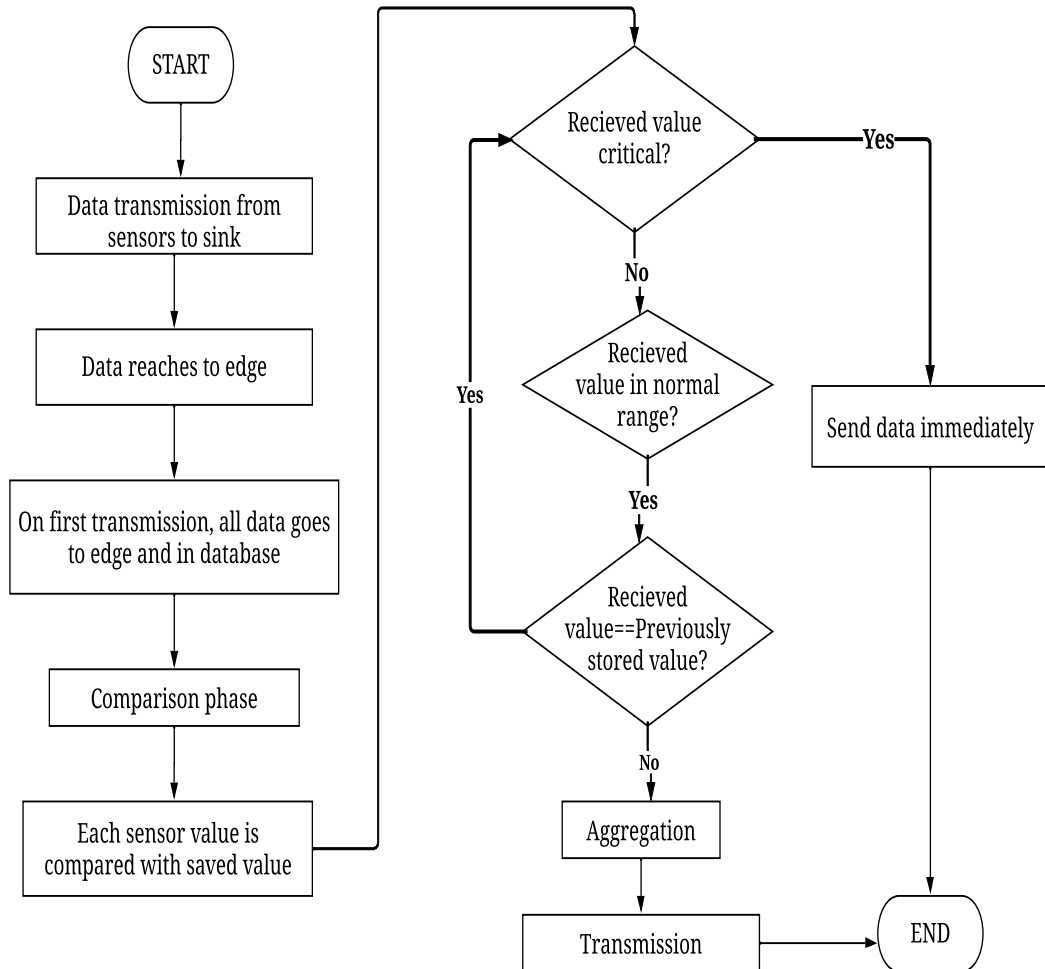 START
Data transmission from
sensors to sink
Data reaches to edge
On first transmission, all data goes
to edge and in database
Comparison phase
Each sensor value is
compared with saved value
Recieved value
critical?
Yes
No
Recieved
value in normal
range?
Yes
Yes
Recieved
value==Previously
stored value?
No
Aggregation
Transmission
Send data immediately
END